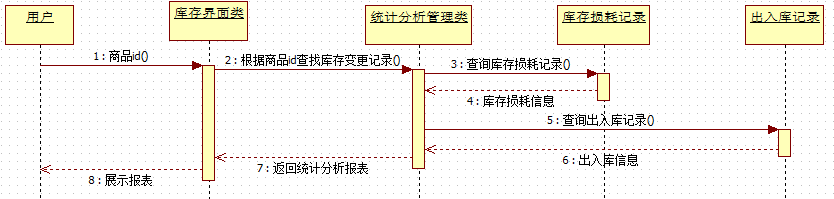 用户
库存界面类
统计分析管理类
库存损耗记录
出入库记录
1 : 商品id()
2 : 根据商品id查找库存变更记录()
3 : 查询库存损耗记录()
4 : 库存损耗信息
5 : 查询出入库记录()
6 : 出入库信息
7 : 返回统计分析报表
8 : 展示报表